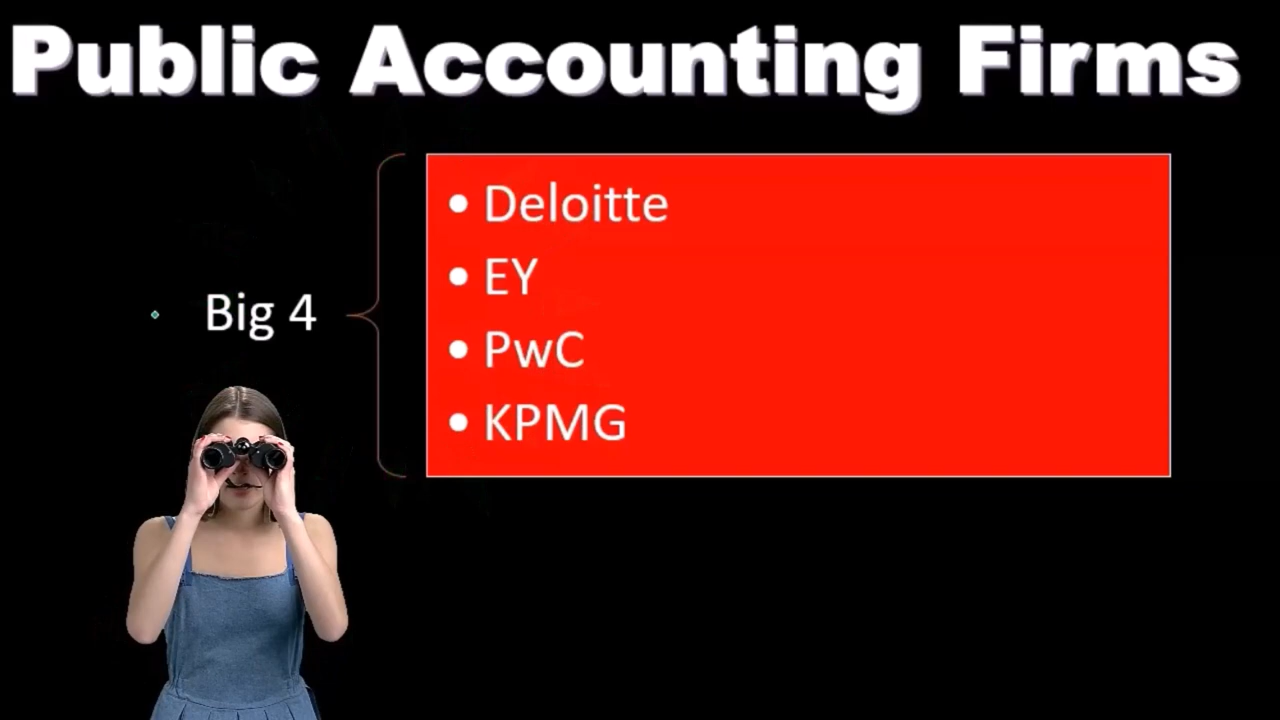 Public Accounting Firms
Big 4
• Deloitte
• EY
• PwC
• KPMG